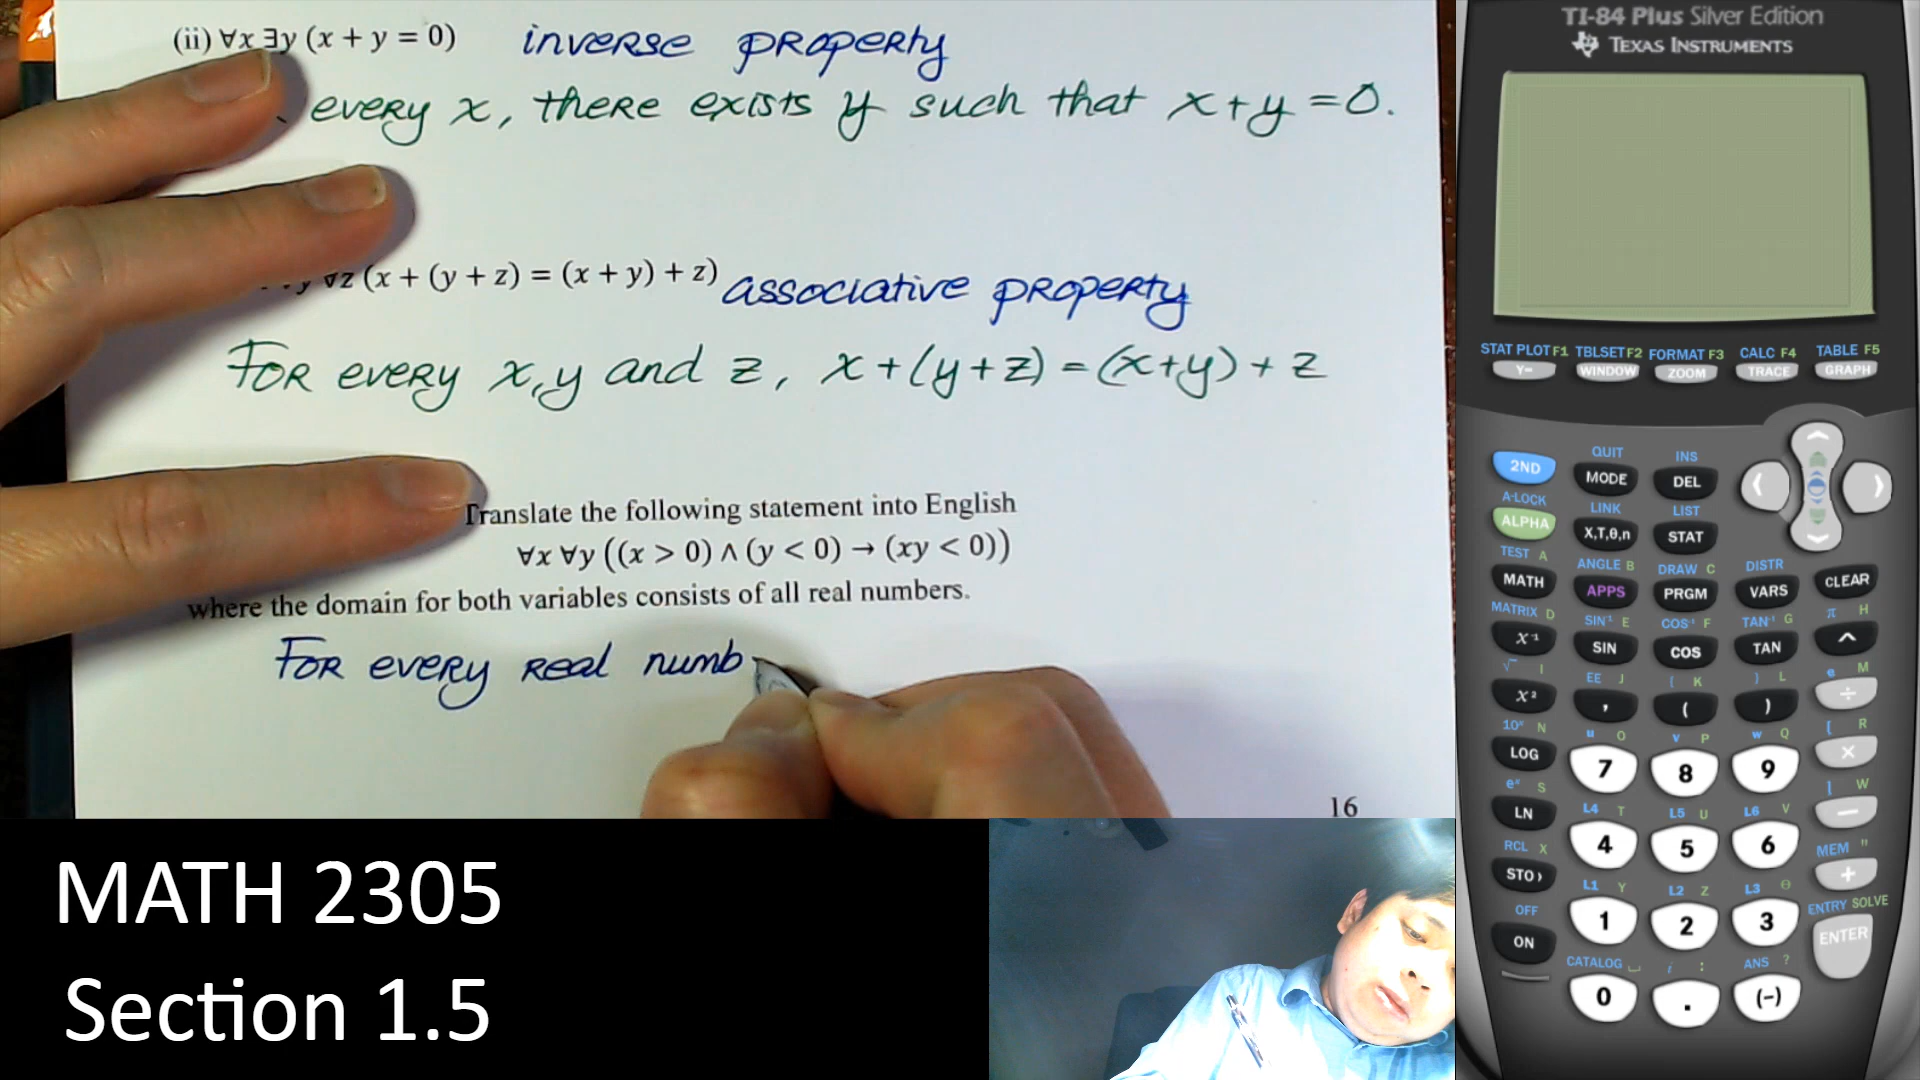 (ii) ∀x ∃y (x + y = 0) inverse property
every x, there exists y such that x+y=0.
∀z (x + (y + z) = (x + y) + z) associative property
For every x,y and z, x+(y+z)=(x+y)+z
Translate the following statement into English
∀x ∀y ((x > 0) ∧ (y < 0) → (xy < 0))
where the domain for both variables consists of all real numbers.
For every real numb
16
MATH 2305
Section 1.5
TI-84 Plus Silver Edition
TEXAS INSTRUMENTS
STAT PLOT F1 TBLSET F2 FORMAT F3 CALC F4 TABLE F5
Y= WINDOW ZOOM TRACE GRAPH
QUIT INS
2ND MODE DEL
A-LOCK LINK LIST
ALPHA X,T,θ,n STAT
TEST A ANGLE B DRAW C DISTR
MATH APPS PRGM VARS CLEAR
MATRIX D SIN⁻¹ E COS⁻¹ F TAN⁻¹ G π H
x⁻¹ SIN COS TAN ^
√ I EE J { K } L e M
x² , ( ) ÷
10ˣ N u O v P w Q [ R
LOG 7 8 9 ×
eˣ S L4 T L5 U L6 V ] W
LN 4 5 6 −
RCL X L1 Y L2 Z L3 θ MEM "
STO› 1 2 3 +
OFF CATALOG ␣ i : ANS ? ENTRY SOLVE
ON 0 . (-) ENTER